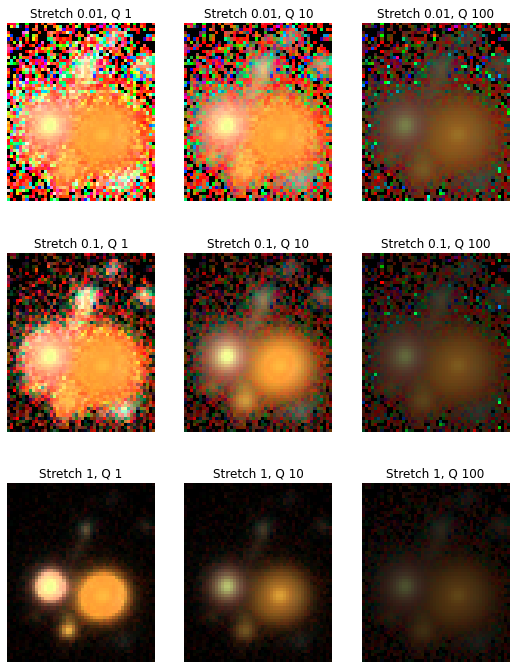 Stretch 0.01, Q 1
Stretch 0.01, Q 10
Stretch 0.01, Q 100
Stretch 0.1, Q 1
Stretch 0.1, Q 10
Stretch 0.1, Q 100
Stretch 1, Q 1
Stretch 1, Q 10
Stretch 1, Q 100